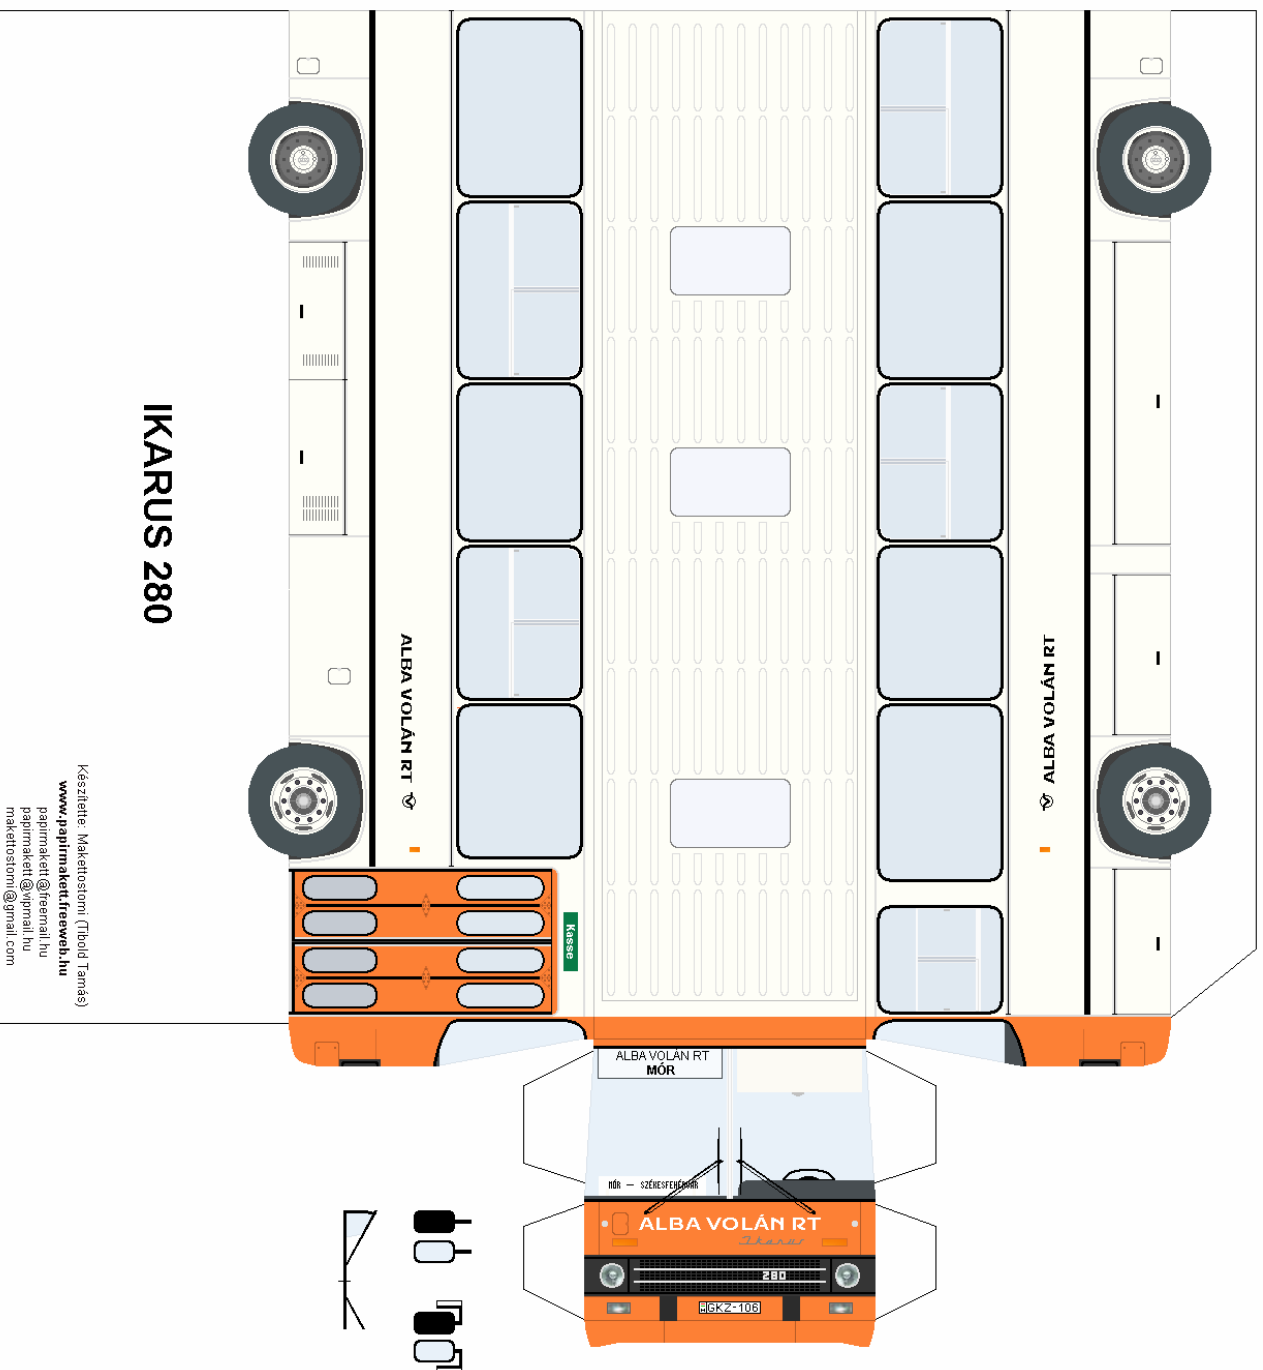 IKARUS 280
Készítette: Makettostomi (Tibold Tamás)
www.papirmakett.freeweb.hu
papirmakett@freemail.hu
papirmakett@vipmail.hu
makettostomi@gmail.com
ALBA VOLÁN RT
ALBA VOLÁN RT
Kasse
ALBA VOLÁN RT
MÓR
MÓR — SZÉKESFEHÉRVÁR
ALBA VOLÁN RT
Ikarus
280
GKZ-106